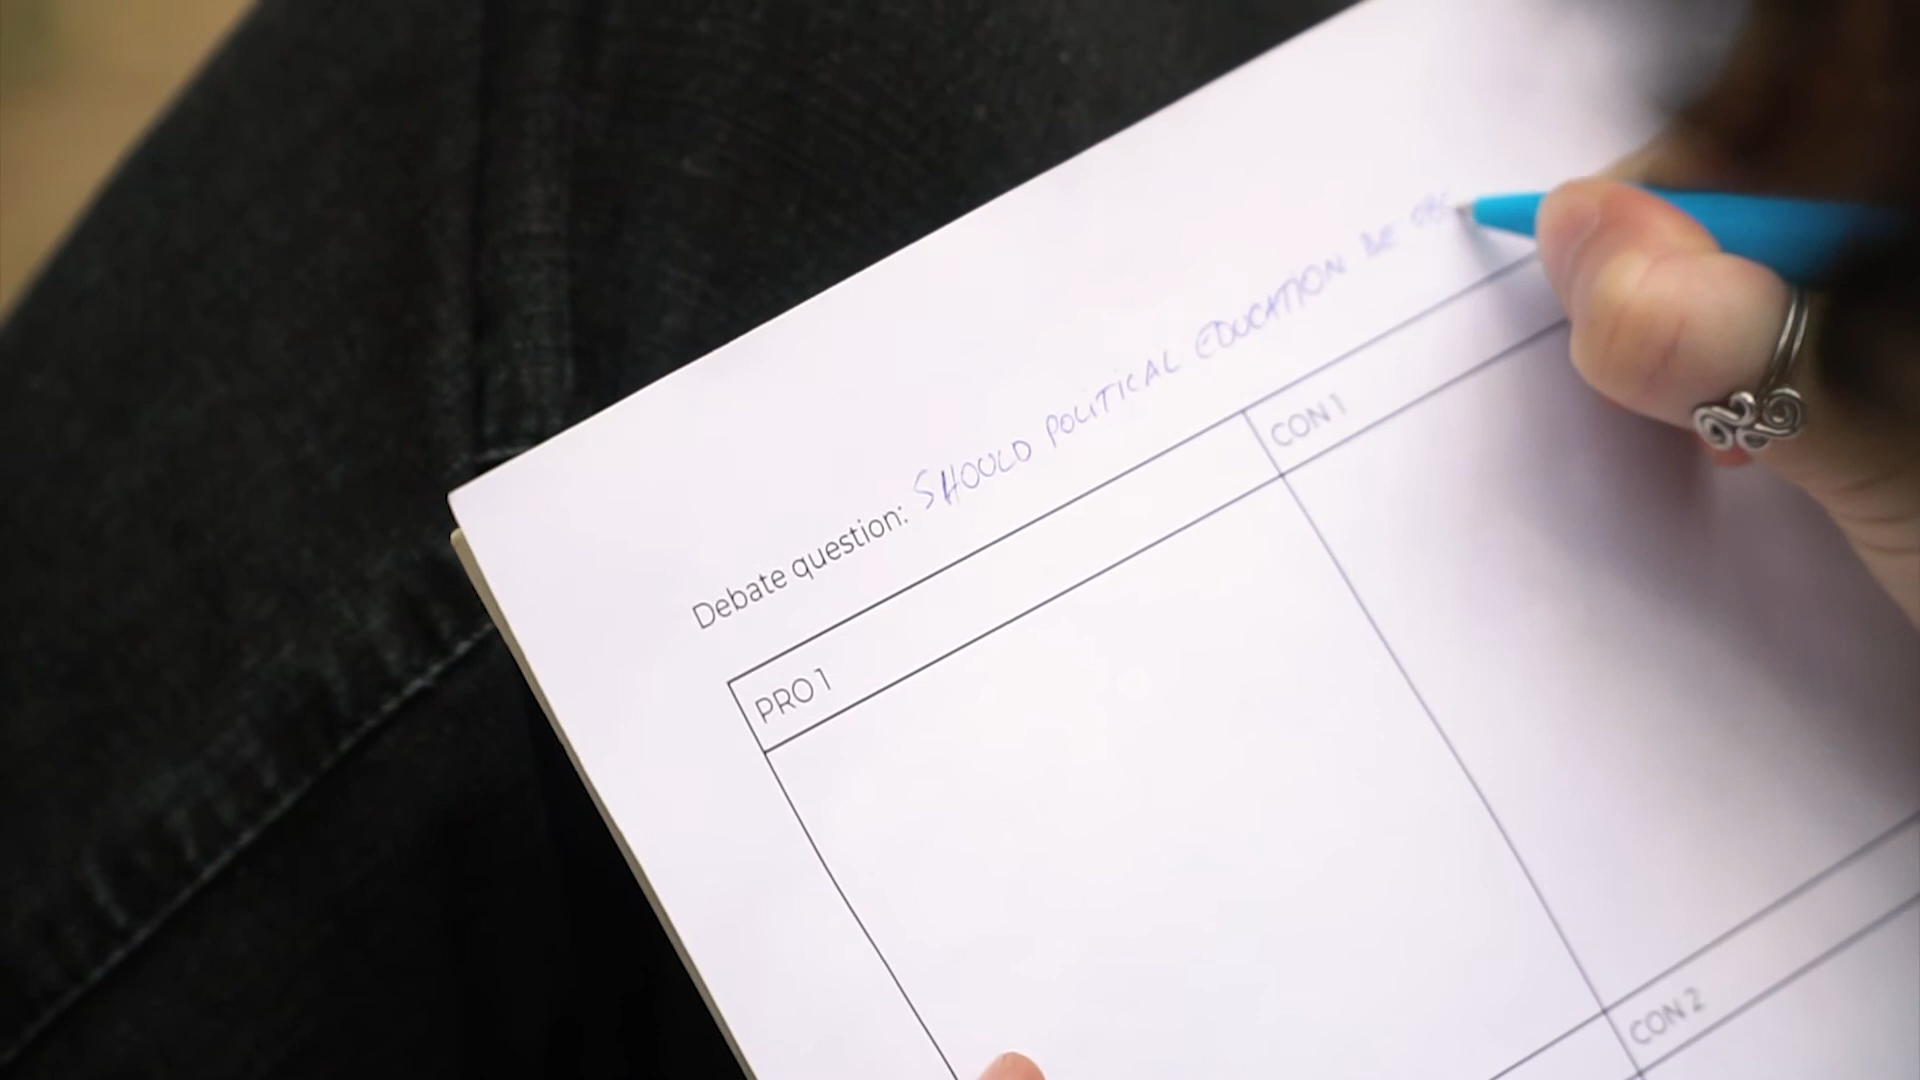 Debate question: SHOULD POLITICAL EDUCATION BE
PRO 1
CON 1
CON 2